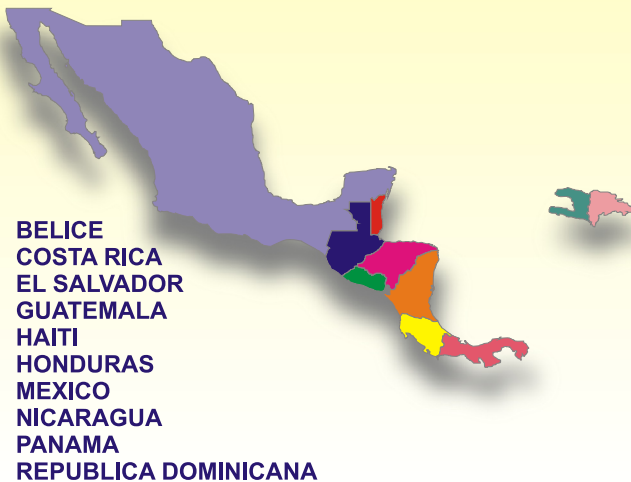 BELICE
COSTA RICA
EL SALVADOR
GUATEMALA
HAITI
HONDURAS
MEXICO
NICARAGUA
PANAMA
REPUBLICA DOMINICANA